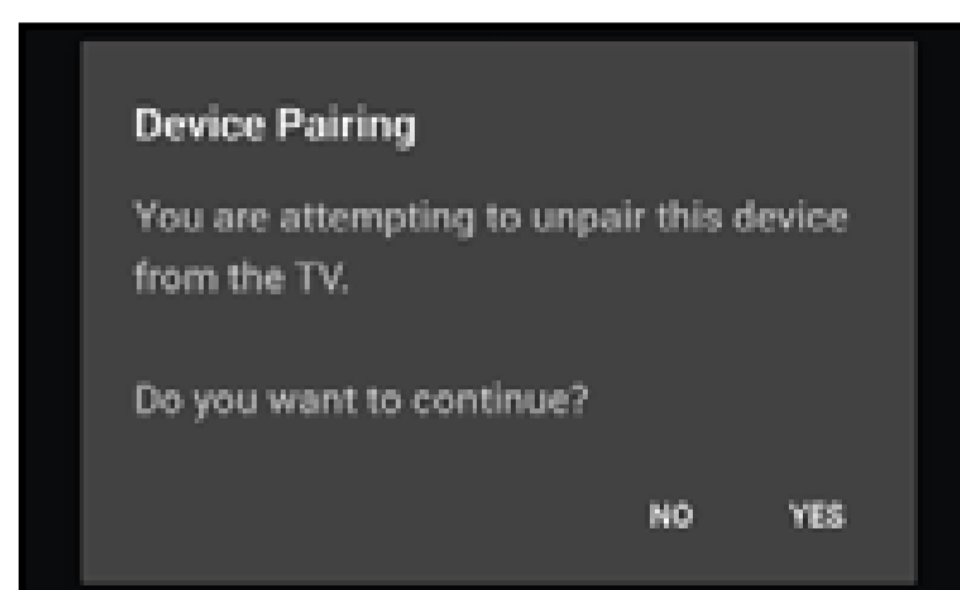 Device Pairing
You are attempting to unpair this device
from the TV.
Do you want to continue?
NO YES